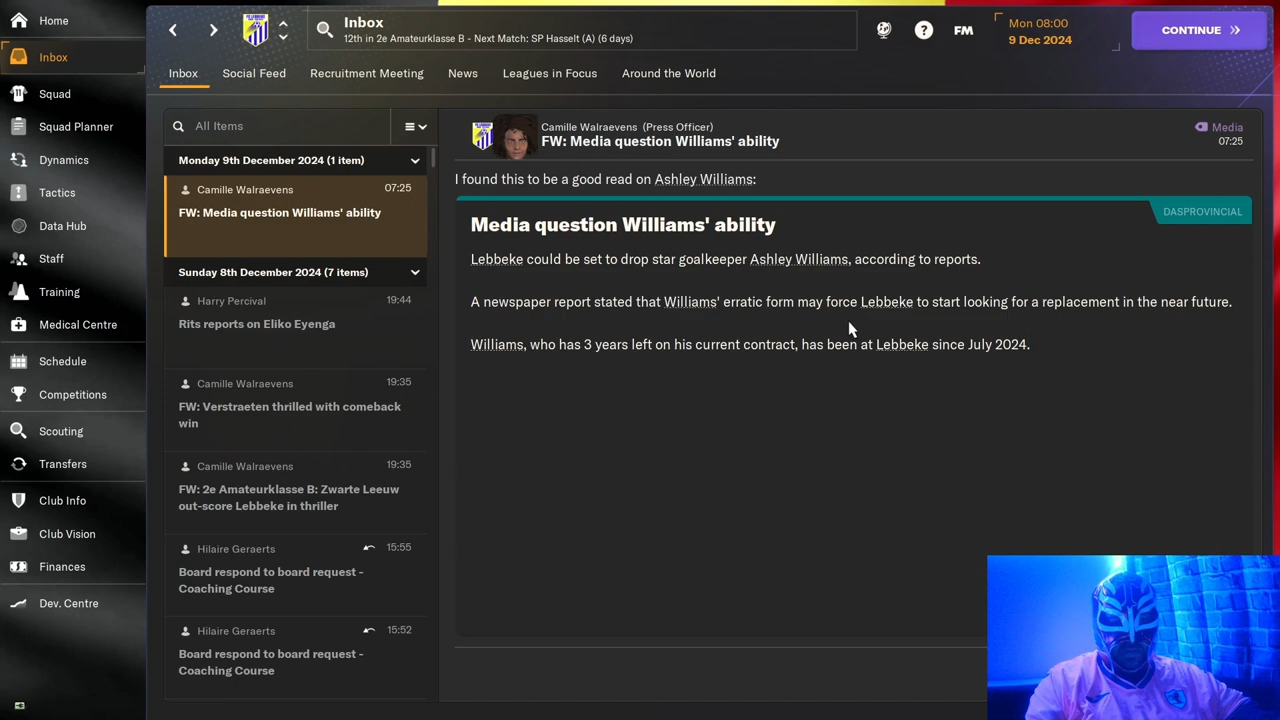 Home
Inbox
Squad
Squad Planner
Dynamics
Tactics
Data Hub
Staff
Training
Medical Centre
Schedule
Competitions
Scouting
Transfers
Club Info
Club Vision
Finances
Dev. Centre
Inbox
12th in 2e Amateurklasse B - Next Match: SP Hasselt (A) (6 days)
?
FM
Mon 08:00
9 Dec 2024
CONTINUE
Inbox
Social Feed
Recruitment Meeting
News
Leagues in Focus
Around the World
All Items
Monday 9th December 2024 (1 item)
Camille Walraevens 07:25
FW: Media question Williams' ability
Sunday 8th December 2024 (7 items)
Harry Percival 19:44
Rits reports on Eliko Eyenga
Camille Walraevens 19:35
FW: Verstraeten thrilled with comeback
win
Camille Walraevens 19:35
FW: 2e Amateurklasse B: Zwarte Leeuw
out-score Lebbeke in thriller
Hilaire Geraerts 15:55
Board respond to board request -
Coaching Course
Hilaire Geraerts 15:52
Board respond to board request -
Coaching Course
Camille Walraevens (Press Officer)
FW: Media question Williams' ability
Media
07:25
I found this to be a good read on Ashley Williams:
DASPROVINCIAL
Media question Williams' ability
Lebbeke could be set to drop star goalkeeper Ashley Williams, according to reports.
A newspaper report stated that Williams' erratic form may force Lebbeke to start looking for a replacement in the near future.
Williams, who has 3 years left on his current contract, has been at Lebbeke since July 2024.